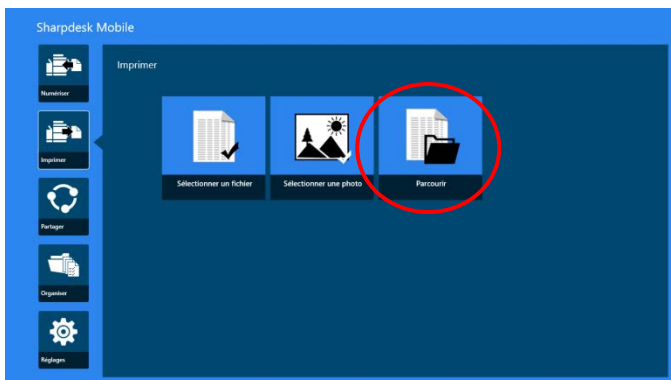 Sharpdesk Mobile
Numériser
Imprimer
Partager
Organiser
Réglages
Imprimer
Sélectionner un fichier
Sélectionner une photo
Parcourir